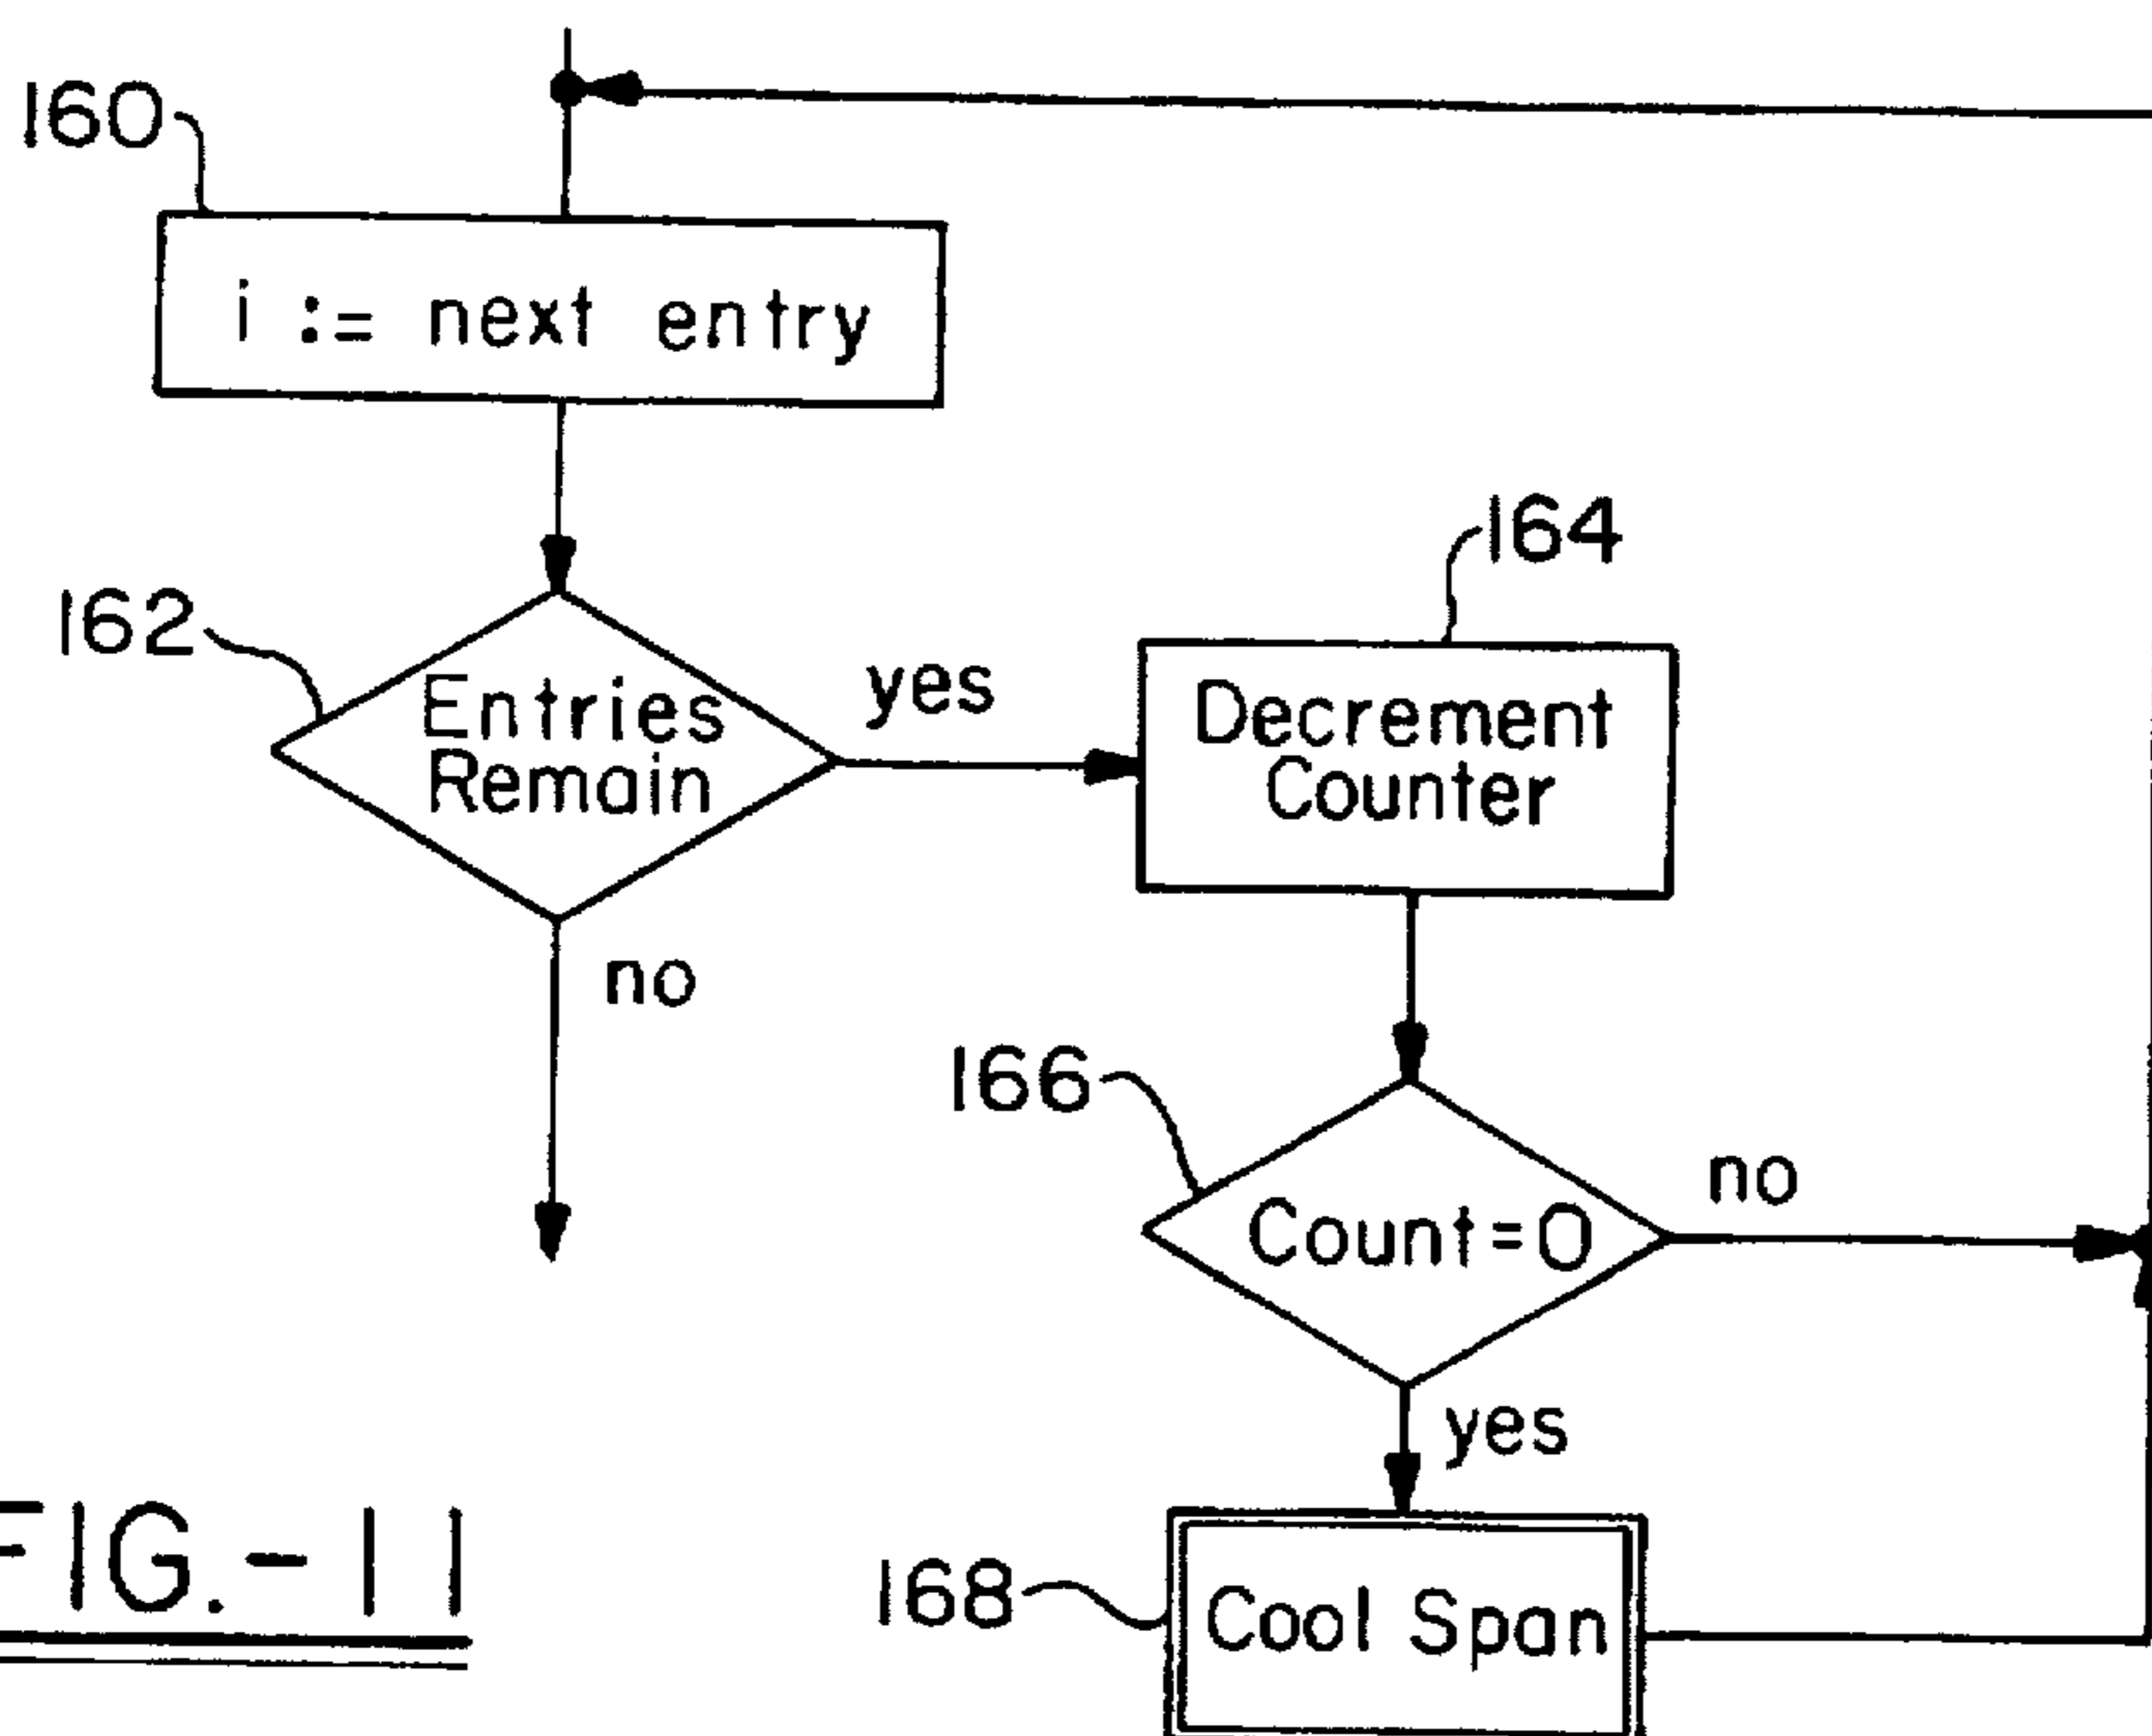 160
i := next entry
164
162
Entries
Remain
yes
Decrement
Counter
no
166
no
Count=0
yes
FIG.-11
168
Cool Span